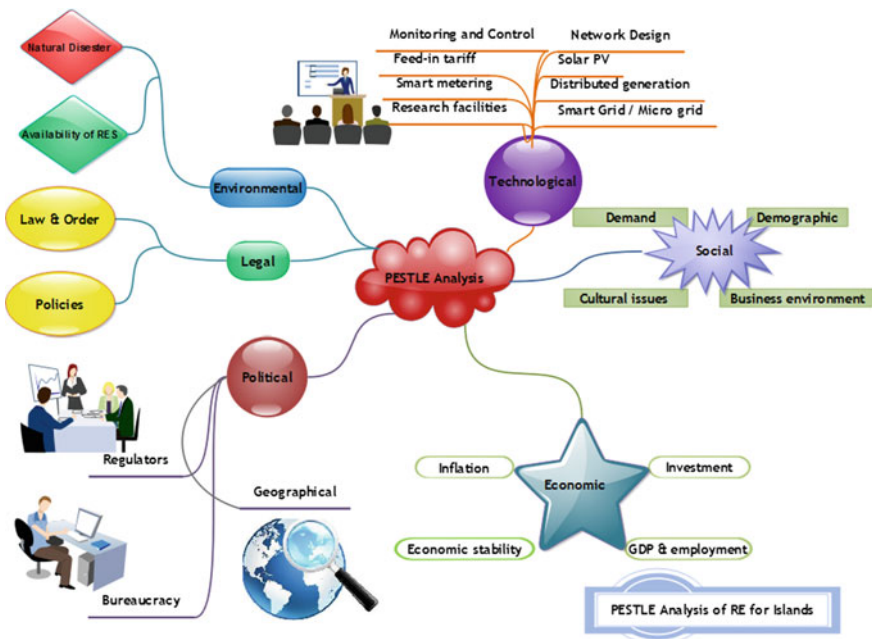 Monitoring and Control
Network Design
Feed-in tariff
Solar PV
Smart metering
Distributed generation
Research facilities
Smart Grid / Micro grid
Natural Disester
Availability of RES
Environmental
Technological
Law & Order
Legal
Policies
PESTLE Analysis
Demand
Demographic
Social
Cultural issues
Business environment
Political
Regulators
Geographical
Bureaucracy
Inflation
Investment
Economic
Economic stability
GDP & employment
PESTLE Analysis of RE for Islands